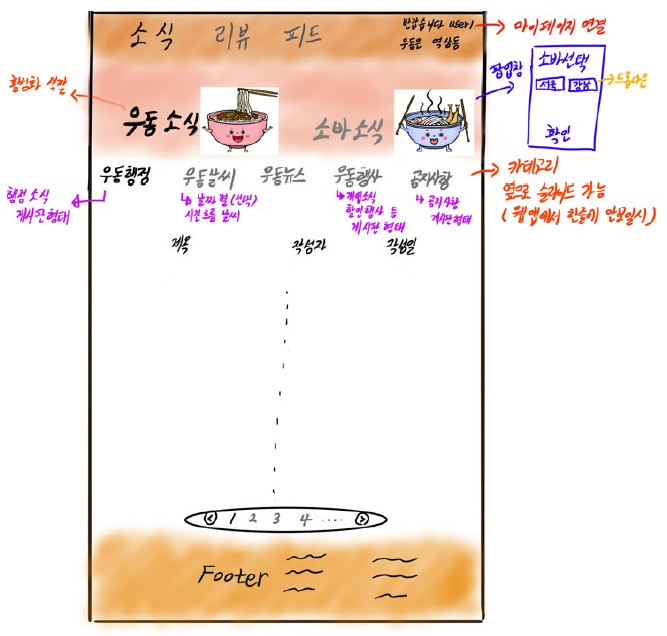 소식 리뷰 피드
반갑습니다 user1
우동은 역삼동
→ 마이페이지 연결
활성화 색깔
우동 소식
소바 소식
팝업창
소바선택
서울 강남
드롭다운
확인
우동행정 우동날씨 우동뉴스 우동행사 공지사항
→ 카테고리
옆으로 슬라이드 가능
( 웹앱에서 한눈에 안보일시 )
행정 소식
게시판형태
↳ 날짜별(선택)
시간흐름 날씨
↳ 개업소식
할인행사 등
게시판 형태
↳ 공지사항
게시판형태
제목 작성자 작성일
< 1 2 3 4 ..... >
Footer